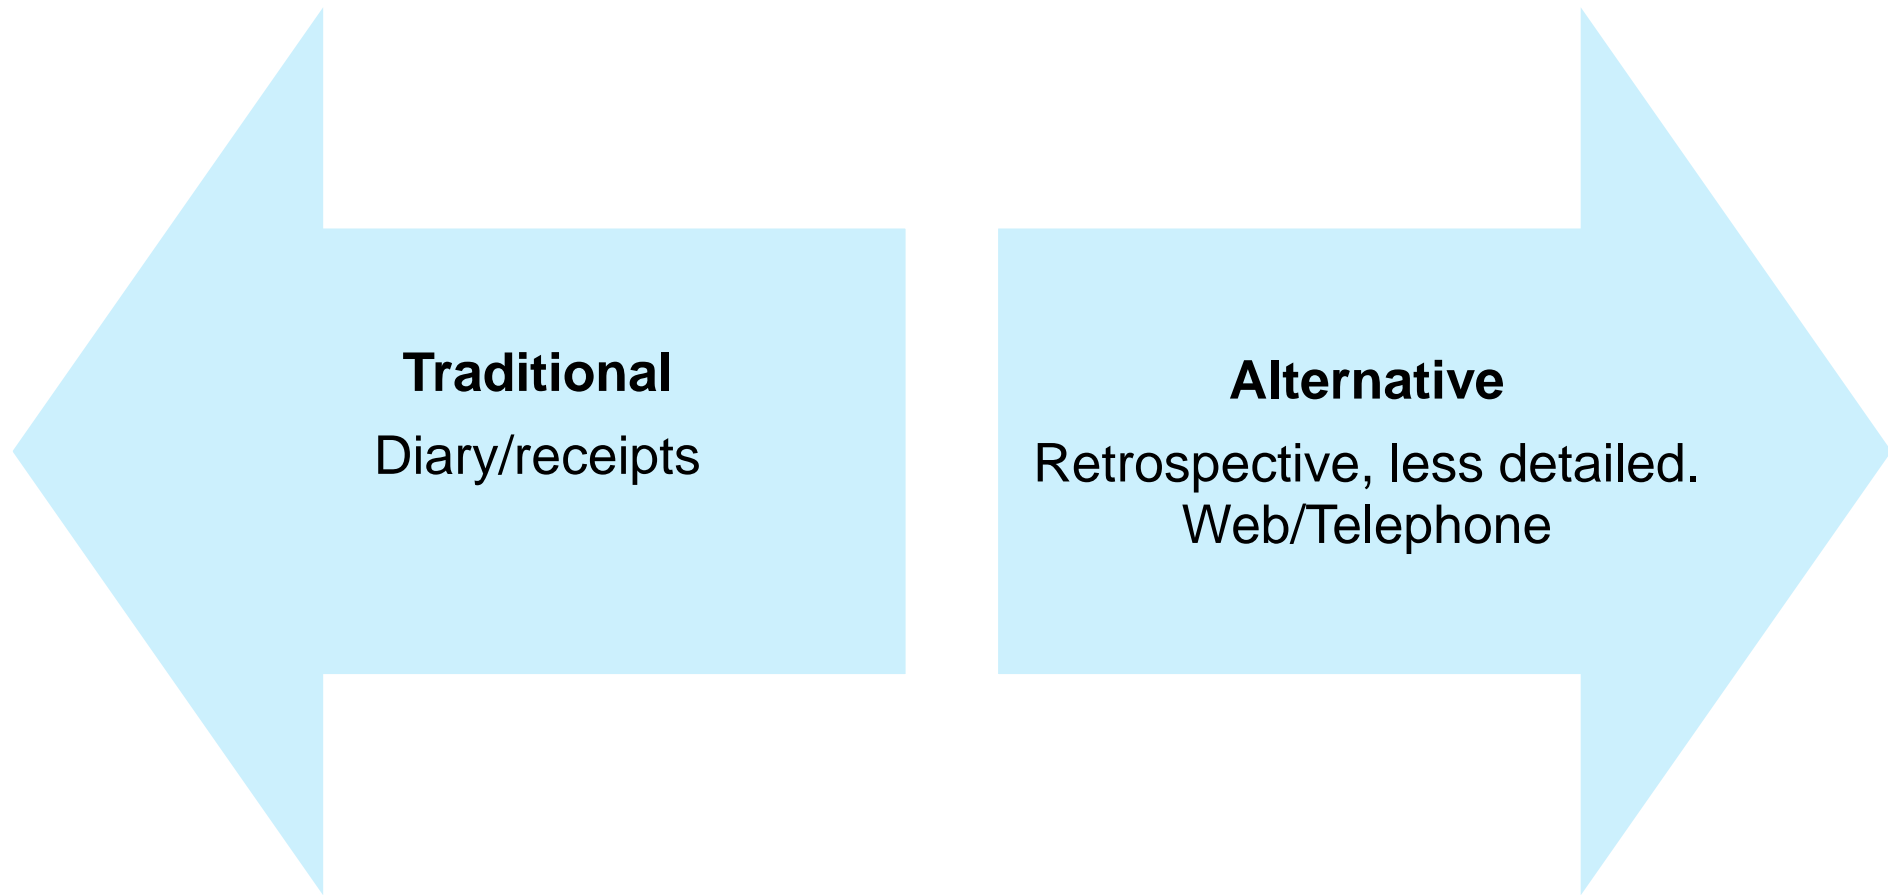 Traditional
Diary/receipts
Alternative
Retrospective, less detailed.
Web/Telephone